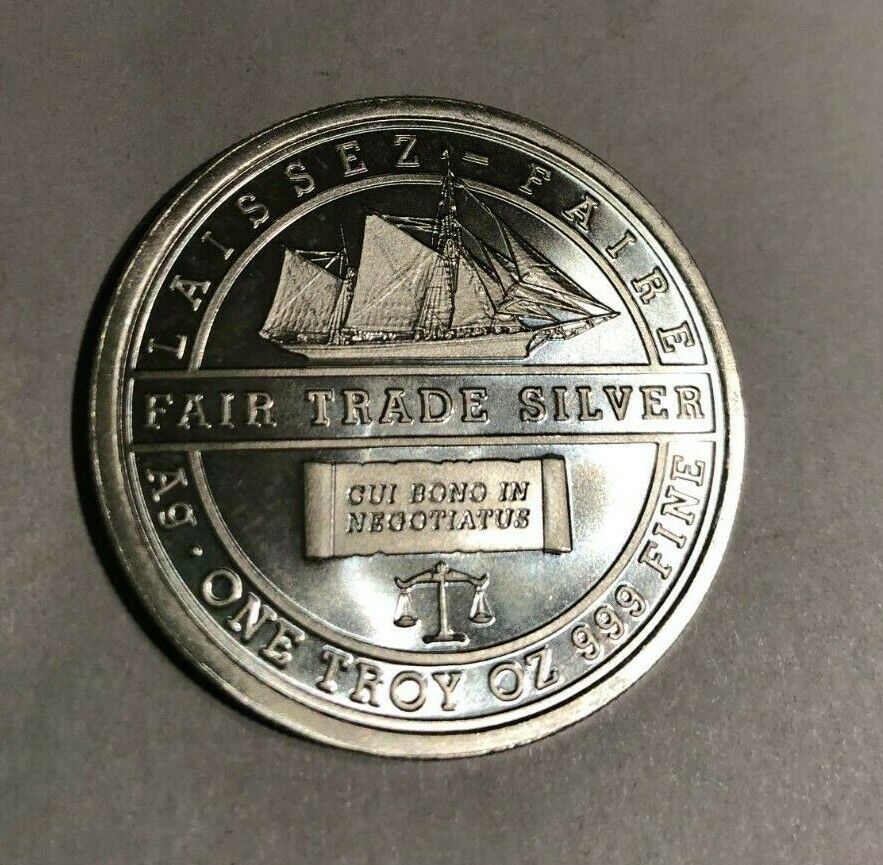 LAISSEZ-FAIRE
FAIR TRADE SILVER
CUI BONO IN
NEGOTIATUS
Ag. ONE TROY OZ 999 FINE